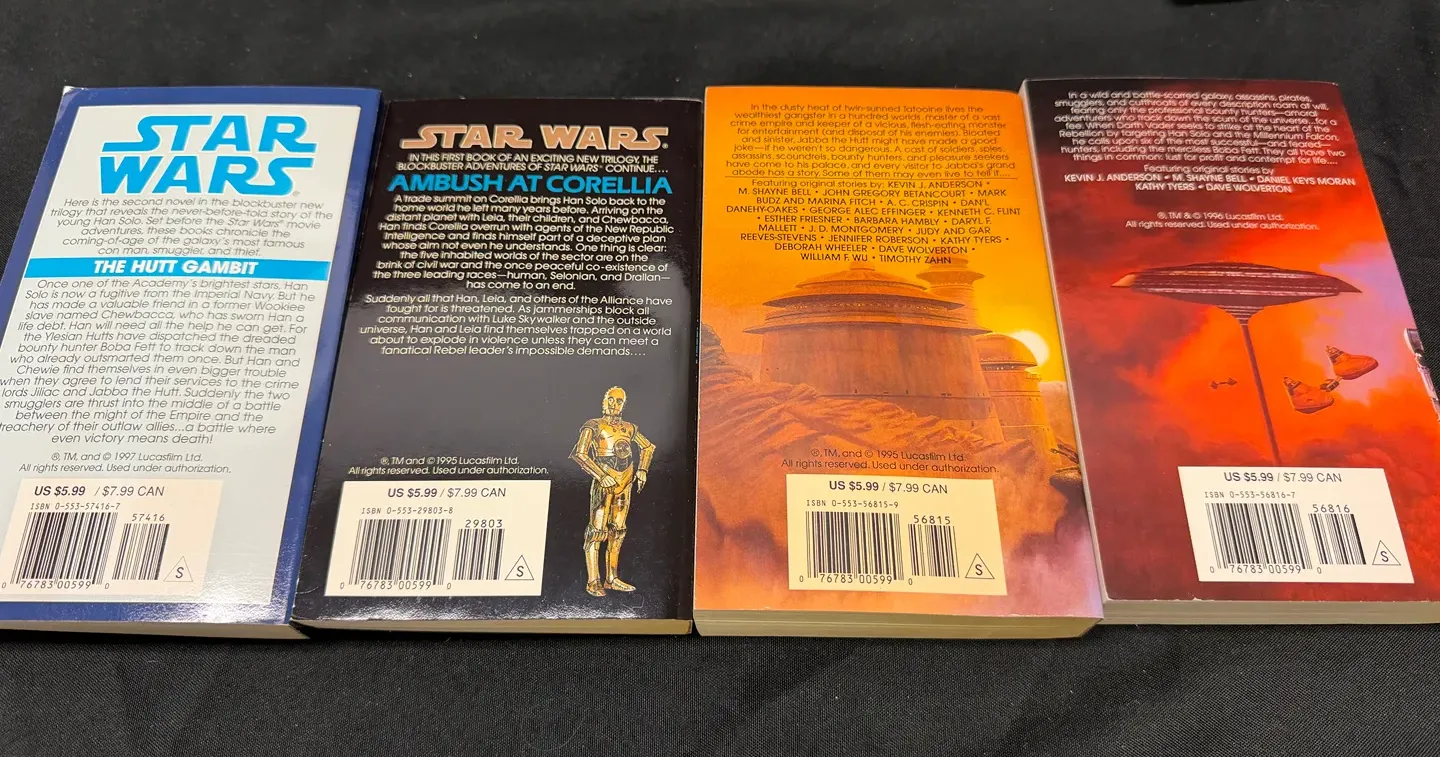 STAR
WARS®
Here is the second novel in the blockbuster new
trilogy that reveals the never-before-told story of the
young Han Solo. Set before the Star Wars® movie
adventures, these books chronicle the
coming-of-age of the galaxy's most famous
con man, smuggler, and thief.
THE HUTT GAMBIT
Once one of the Academy's brightest stars, Han
Solo is now a fugitive from the Imperial Navy. But he
has made a valuable friend in a former Wookiee
slave named Chewbacca, who has sworn Han a
life debt. Han will need all the help he can get. For
the Ylesian Hutts have dispatched the dreaded
bounty hunter Boba Fett to track down the man
who already outsmarted them once. But Han and
Chewie find themselves in even bigger trouble
when they agree to lend their services to the crime
lords Jiliac and Jabba the Hutt. Suddenly the two
smugglers are thrust into the middle of a battle
between the might of the Empire and the
treachery of their outlaw allies...a battle where
even victory means death!
®, TM, and © 1997 Lucasfilm Ltd.
All rights reserved. Used under authorization.
US $5.99 / $7.99 CAN
ISBN 0-553-57416-7
57416
0 76783 00599 0
S
STAR WARS®
IN THIS FIRST BOOK OF AN EXCITING NEW TRILOGY, THE
BLOCKBUSTER ADVENTURES OF STAR WARS® CONTINUE....
AMBUSH AT CORELLIA
A trade summit on Corellia brings Han Solo back to the
home world he left many years before. Arriving on the
distant planet with Leia, their children, and Chewbacca,
Han finds Corellia overrun with agents of the New Republic
Intelligence and finds himself part of a deceptive plan
whose aim not even he understands. One thing is clear:
the five inhabited worlds of the sector are on the
brink of civil war and the once peaceful co-existence of
the three leading races—human, Selonian, and Drallan—
has come to an end.
Suddenly all that Han, Leia, and others of the Alliance have
fought for is threatened. As jammerships block all
communication with Luke Skywalker and the outside
universe, Han and Leia find themselves trapped on a world
about to explode in violence unless they can meet a
fanatical Rebel leader's impossible demands....
®, TM, and © 1995 Lucasfilm Ltd.
All rights reserved. Used under authorization.
US $5.99 / $7.99 CAN
ISBN 0-553-29803-8
29803
0 76783 00599 0
S
In the dusty heat of twin-sunned Tatooine lives the
wealthiest gangster in a hundred worlds, master of a vast
crime empire and keeper of a vicious, flesh-eating monster
for entertainment (and disposal of his enemies). Bloated
and sinister, Jabba the Hutt might have made a good
joke—if he weren't so dangerous. A cast of soldiers, spies,
assassins, scoundrels, bounty hunters, and pleasure seekers
have come to his palace, and every visitor to Jabba's grand
abode has a story. Some of them may even live to tell it....
Featuring original stories by: KEVIN J. ANDERSON •
M. SHAYNE BELL • JOHN GREGORY BETANCOURT • MARK
BUDZ AND MARINA FITCH • A. C. CRISPIN • DAN'L
DANEHY-OAKES • GEORGE ALEC EFFINGER • KENNETH C. FLINT
• ESTHER FRIESNER • BARBARA HAMBLY • DARYL F.
MALLETT • J. D. MONTGOMERY • JUDY AND GAR
REEVES-STEVENS • JENNIFER ROBERSON • KATHY TYERS •
DEBORAH WHEELER • DAVE WOLVERTON •
WILLIAM F. WU • TIMOTHY ZAHN
®, TM, and © 1995 Lucasfilm Ltd.
All rights reserved. Used under authorization.
US $5.99 / $7.99 CAN
ISBN 0-553-56815-9
56815
0 76783 00599 0
S
In a wild and battle-scarred galaxy, assassins, pirates,
smugglers, and cutthroats of every description roam at will,
fearing only the professional bounty hunters—amoral
adventurers who track down the scum of the universe...for a
fee. When Darth Vader seeks to strike at the heart of the
Rebellion by targeting Han Solo and the Millennium Falcon,
he calls upon six of the most successful—and feared—
hunters, including the merciless Boba Fett. They all have two
things in common: lust for profit and contempt for life....
Featuring original stories by
KEVIN J. ANDERSON • M. SHAYNE BELL • DANIEL KEYS MORAN
KATHY TYERS • DAVE WOLVERTON
®, TM & © 1996 Lucasfilm Ltd.
All rights reserved. Used under authorization.
US $5.99 / $7.99 CAN
ISBN 0-553-56816-7
56816
0 76783 00599 0
S